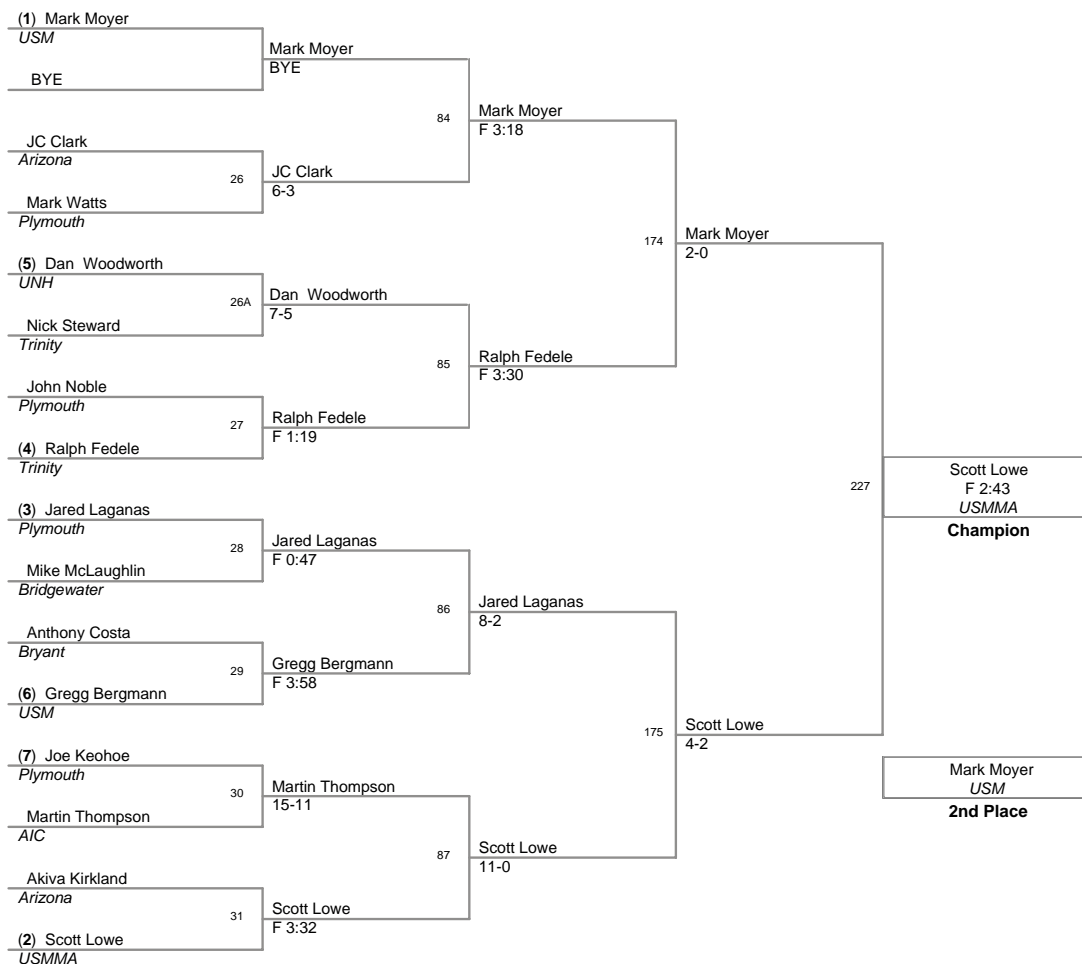 (1) Mark Moyer
USM
BYE
JC Clark
Arizona
Mark Watts
Plymouth
(5) Dan Woodworth
UNH
Nick Steward
Trinity
John Noble
Plymouth
(4) Ralph Fedele
Trinity
(3) Jared Laganas
Plymouth
Mike McLaughlin
Bridgewater
Anthony Costa
Bryant
(6) Gregg Bergmann
USM
(7) Joe Keohoe
Plymouth
Martin Thompson
AIC
Akiva Kirkland
Arizona
(2) Scott Lowe
USMMA
26
26A
27
28
29
30
31
Mark Moyer
BYE
JC Clark
6-3
Dan Woodworth
7-5
Ralph Fedele
F 1:19
Jared Laganas
F 0:47
Gregg Bergmann
F 3:58
Martin Thompson
15-11
Scott Lowe
F 3:32
84
85
86
87
Mark Moyer
F 3:18
Ralph Fedele
F 3:30
Jared Laganas
8-2
Scott Lowe
11-0
174
175
Mark Moyer
2-0
Scott Lowe
4-2
227
Scott Lowe
F 2:43
USMMA
Champion
Mark Moyer
USM
2nd Place